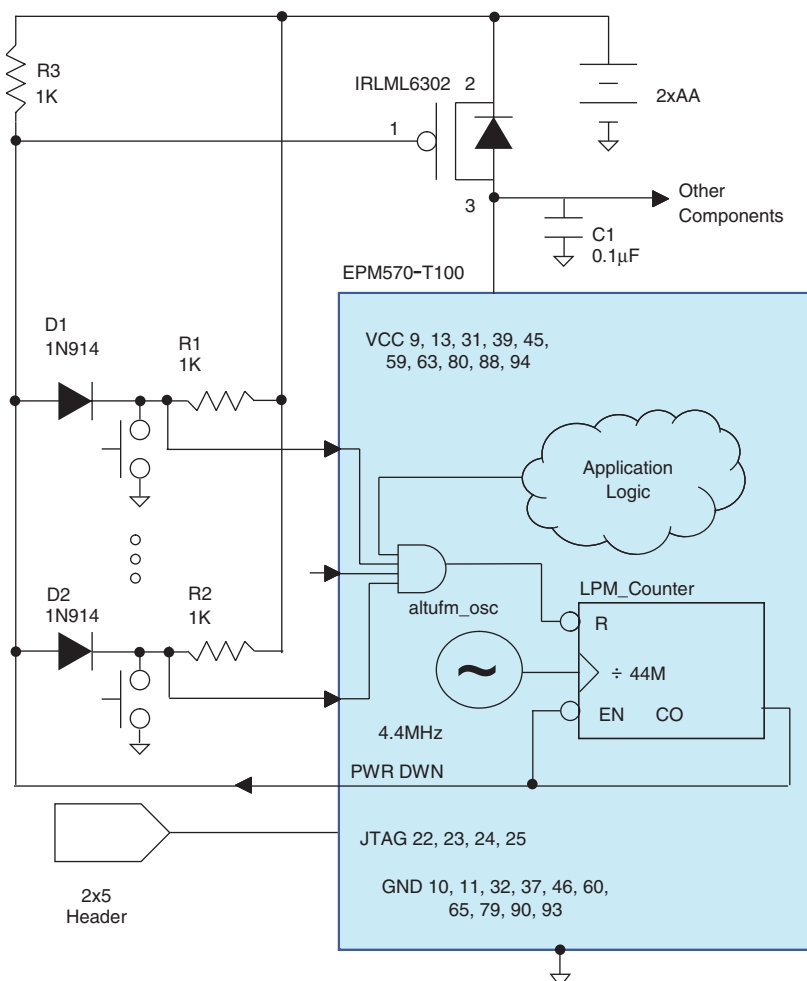 R3
1K
IRLML6302
2
1
3
2xAA
Other
Components
C1
0.1µF
EPM570-T100
D1
1N914
R1
1K
VCC 9, 13, 31, 39, 45,
59, 63, 80, 88, 94
Application
Logic
D2
1N914
R2
1K
altufm_osc
LPM_Counter
R
~
÷ 44M
EN
CO
4.4MHz
PWR DWN
JTAG 22, 23, 24, 25
2x5
Header
GND 10, 11, 32, 37, 46, 60,
65, 79, 90, 93